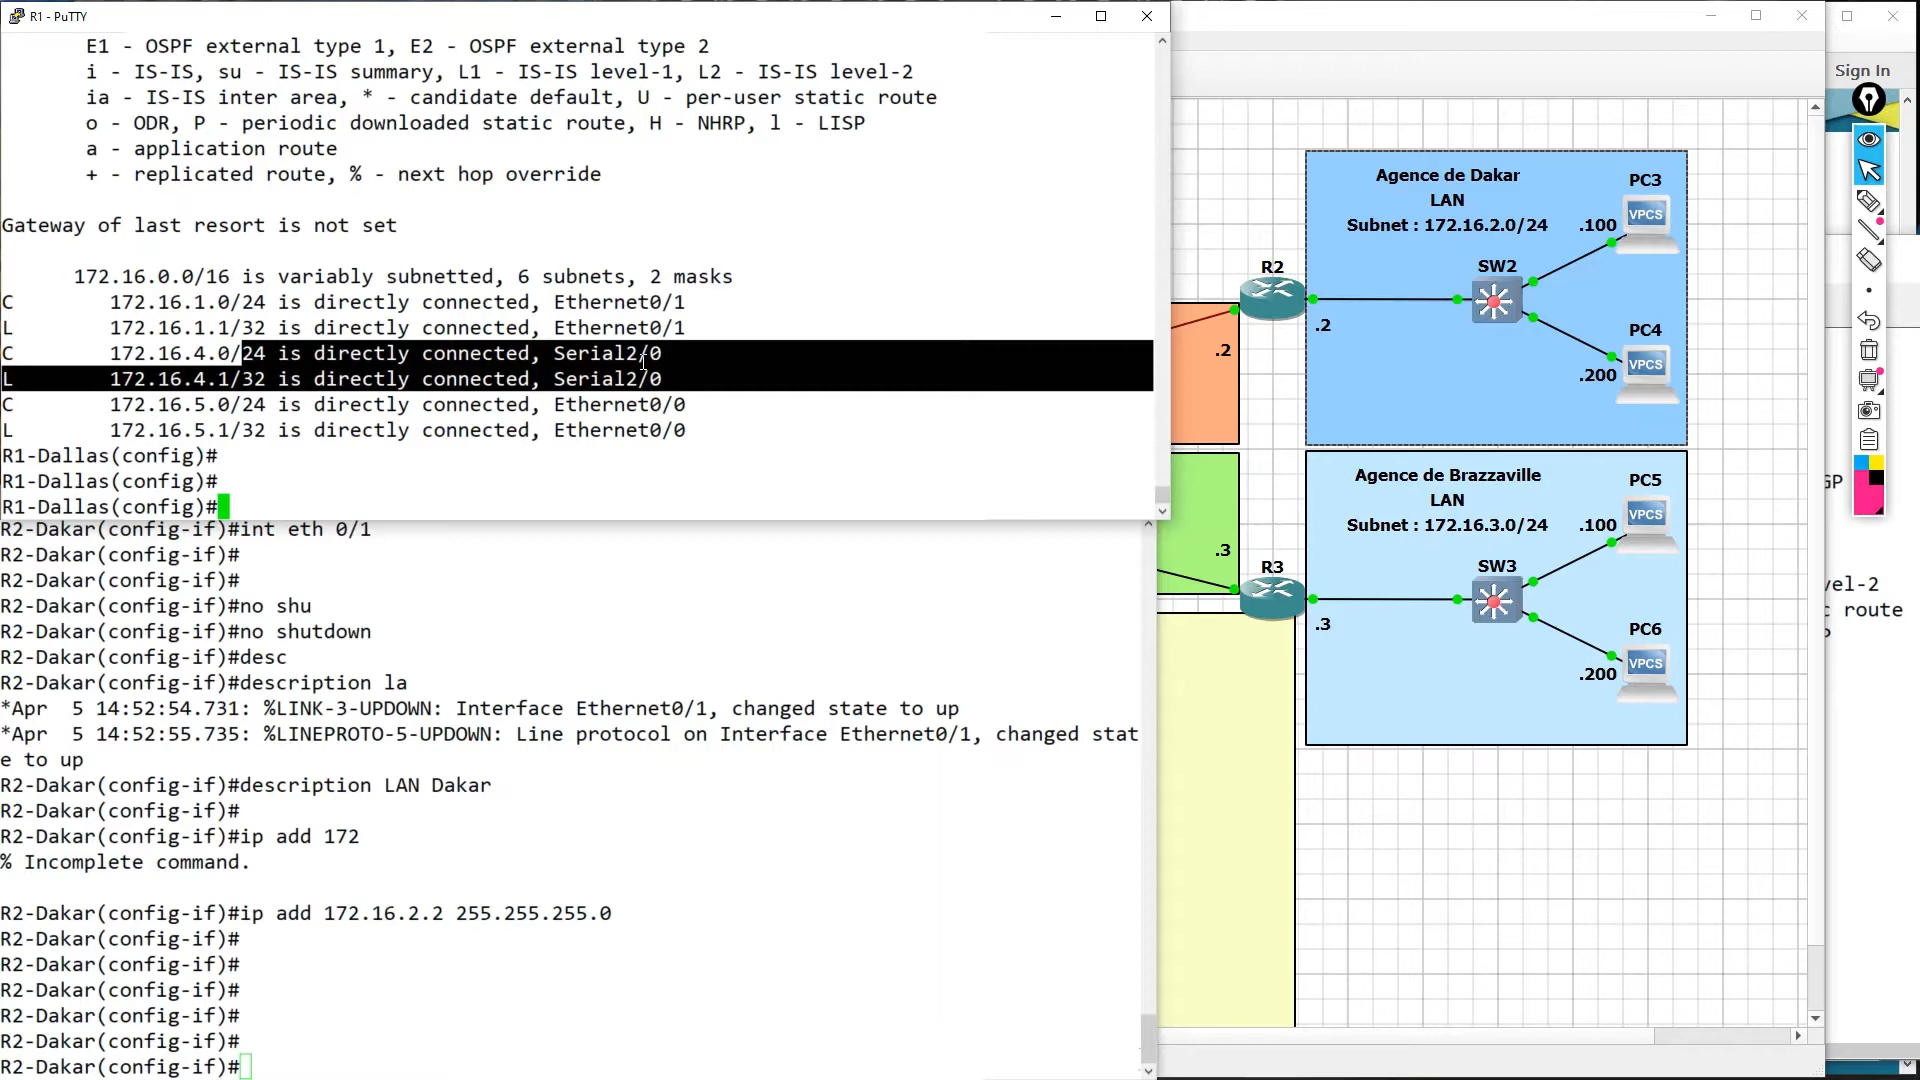 R1 - PuTTY
E1 - OSPF external type 1, E2 - OSPF external type 2
i - IS-IS, su - IS-IS summary, L1 - IS-IS level-1, L2 - IS-IS level-2
ia - IS-IS inter area, * - candidate default, U - per-user static route
o - ODR, P - periodic downloaded static route, H - NHRP, l - LISP
a - application route
+ - replicated route, % - next hop override
Gateway of last resort is not set
172.16.0.0/16 is variably subnetted, 6 subnets, 2 masks
C 172.16.1.0/24 is directly connected, Ethernet0/1
L 172.16.1.1/32 is directly connected, Ethernet0/1
C 172.16.4.0/24 is directly connected, Serial2/0
L 172.16.4.1/32 is directly connected, Serial2/0
C 172.16.5.0/24 is directly connected, Ethernet0/0
L 172.16.5.1/32 is directly connected, Ethernet0/0
R1-Dallas(config)#
R1-Dallas(config)#
R1-Dallas(config)#
R2-Dakar(config-if)#int eth 0/1
R2-Dakar(config-if)#
R2-Dakar(config-if)#
R2-Dakar(config-if)#no shu
R2-Dakar(config-if)#no shutdown
R2-Dakar(config-if)#desc
R2-Dakar(config-if)#description la
*Apr  5 14:52:54.731: %LINK-3-UPDOWN: Interface Ethernet0/1, changed state to up
*Apr  5 14:52:55.735: %LINEPROTO-5-UPDOWN: Line protocol on Interface Ethernet0/1, changed stat
e to up
R2-Dakar(config-if)#description LAN Dakar
R2-Dakar(config-if)#
R2-Dakar(config-if)#ip add 172
% Incomplete command.
R2-Dakar(config-if)#ip add 172.16.2.2 255.255.255.0
R2-Dakar(config-if)#
R2-Dakar(config-if)#
R2-Dakar(config-if)#
R2-Dakar(config-if)#
R2-Dakar(config-if)#
R2-Dakar(config-if)#
Agence de Dakar
LAN
Subnet : 172.16.2.0/24
PC3
VPCS
.100
R2
.2
.2
SW2
PC4
VPCS
.200
Agence de Brazzaville
LAN
Subnet : 172.16.3.0/24
PC5
VPCS
.100
.3
R3
.3
SW3
PC6
VPCS
.200
Sign In
GP
vel-2
c route